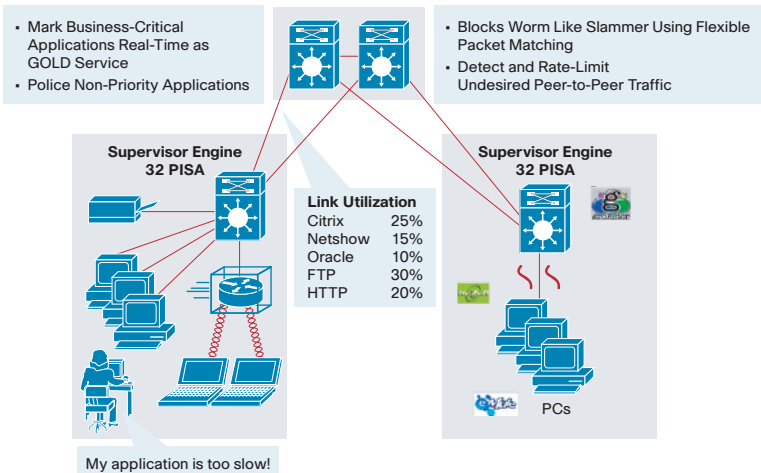 ▪ Mark Business-Critical
Applications Real-Time as
GOLD Service
▪ Police Non-Priority Applications
▪ Blocks Worm Like Slammer Using Flexible
Packet Matching
▪ Detect and Rate-Limit
Undesired Peer-to-Peer Traffic
Supervisor Engine
32 PISA
Link Utilization
Citrix 25%
Netshow 15%
Oracle 10%
FTP 30%
HTTP 20%
Supervisor Engine
32 PISA
PCs
My application is too slow!